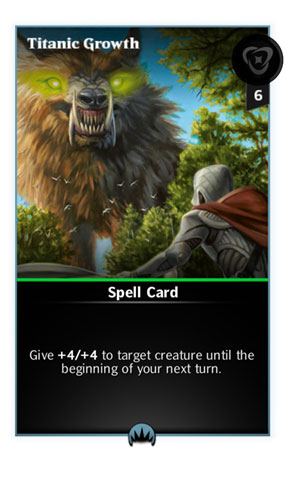 Titanic Growth
6
Spell Card
Give +4/+4 to target creature until the
beginning of your next turn.